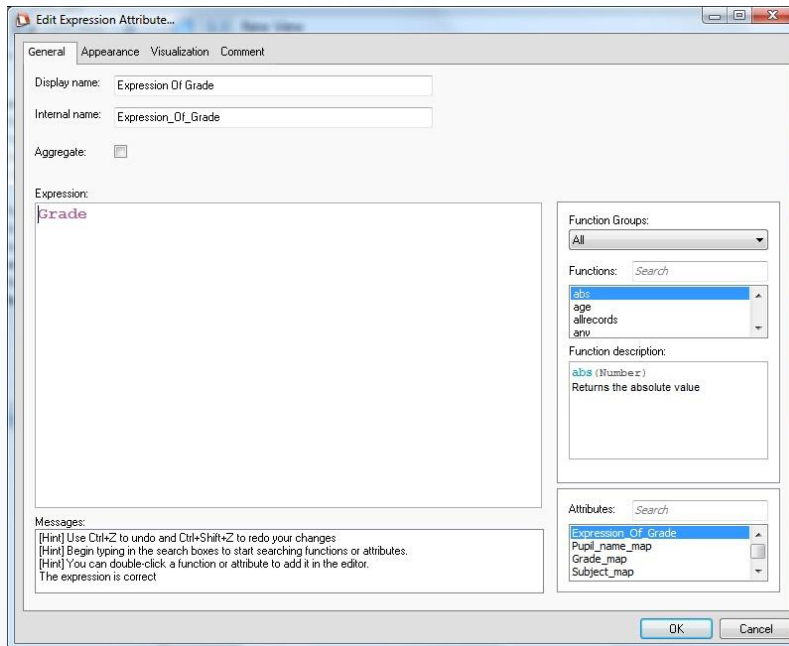 Edit Expression Attribute...
General Appearance Visualization Comment
Display name: Expression Of Grade
Internal name: Expression_Of_Grade
Aggregate:
Expression:
Grade
Function Groups:
All
Functions: Search
abs
age
allrecords
any
Function description:
abs(Number)
Returns the absolute value
Messages:
[Hint] Use Ctrl+Z to undo and Ctrl+Shift+Z to redo your changes
[Hint] Begin typing in the search boxes to start searching functions or attributes.
[Hint] You can double-click a function or attribute to add it in the editor.
The expression is correct
Attributes: Search
Expression_Of_Grade
Pupil_name_map
Grade_map
Subject_map
OK Cancel